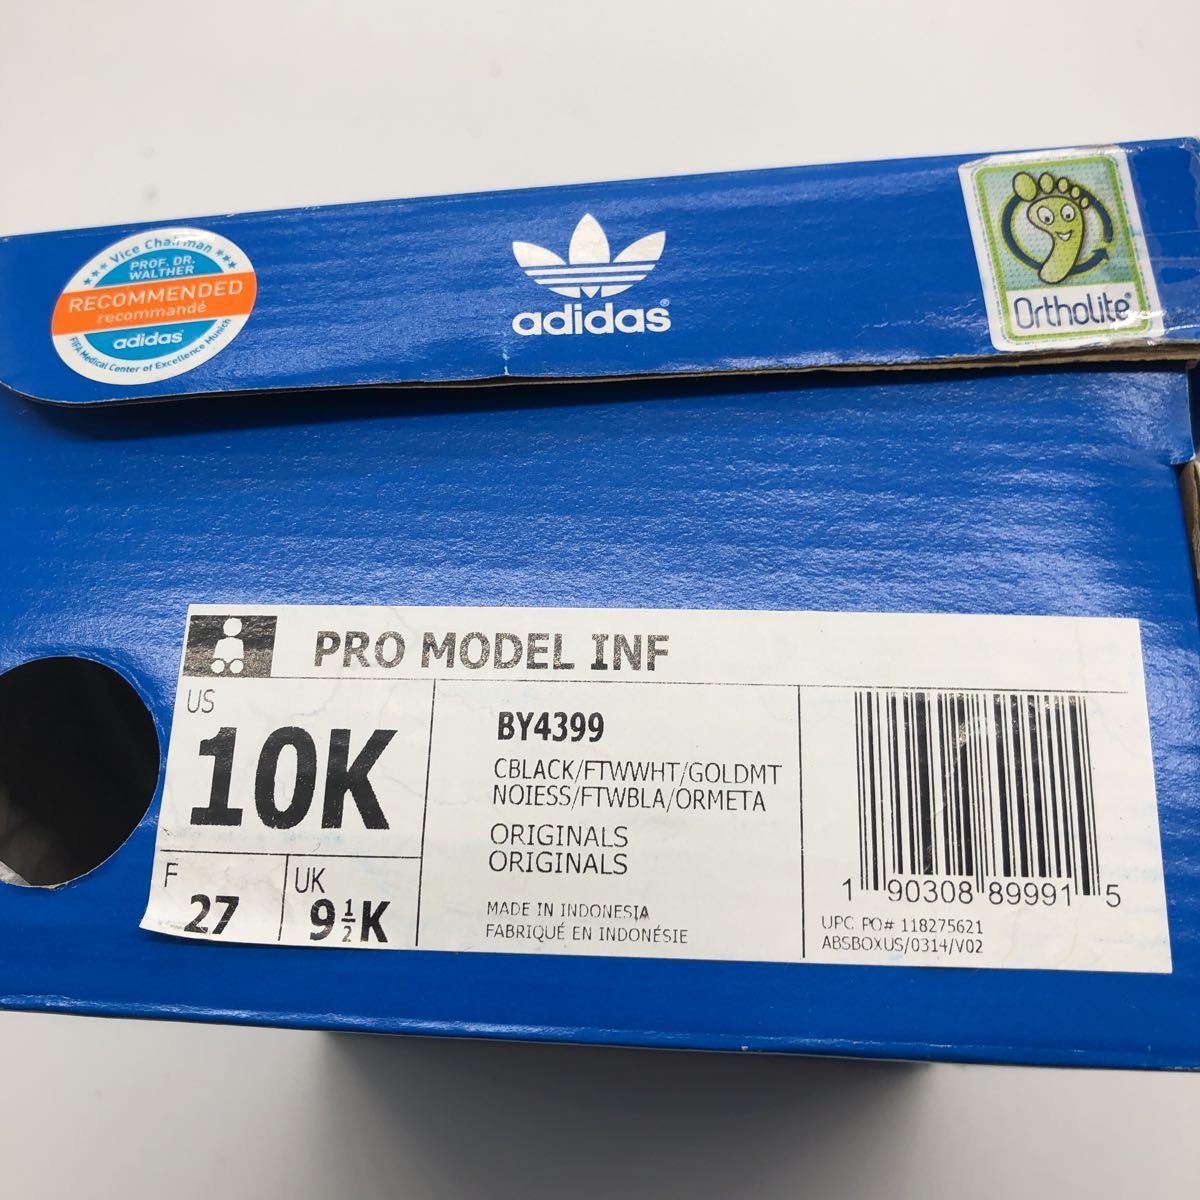 Vice Chairman
PROF. DR.
WALTHER
RECOMMENDED
recommandé
adidas
FIFA Medical Center of Excellence Munich
adidas®
Ortholite®
PRO MODEL INF
US
10K
F
27
UK
9½K
BY4399
CBLACK/FTWWHT/GOLDMT
NOIESS/FTWBLA/ORMETA
ORIGINALS
ORIGINALS
MADE IN INDONESIA
FABRIQUÉ EN INDONÉSIE
1 90308 89991 5
UPC PO# 118275621
ABSBOXUS/0314/V02